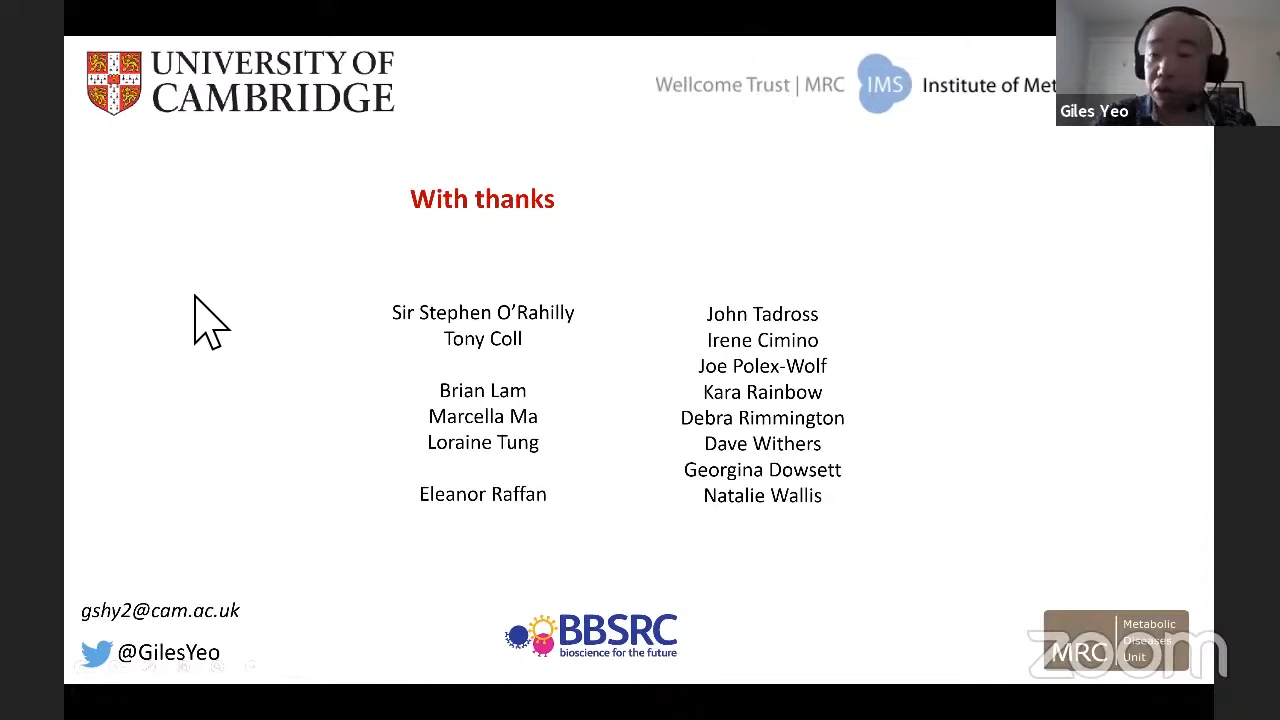 UNIVERSITY OF
CAMBRIDGE
Wellcome Trust | MRC
IMS
Institute of Met
Giles Yeo
With thanks
Sir Stephen O'Rahilly
Tony Coll
Brian Lam
Marcella Ma
Loraine Tung
Eleanor Raffan
John Tadross
Irene Cimino
Joe Polex-Wolf
Kara Rainbow
Debra Rimmington
Dave Withers
Georgina Dowsett
Natalie Wallis
gshy2@cam.ac.uk
@GilesYeo
BBSRC
bioscience for the future
MRC
Metabolic
Diseases
Unit
zoom